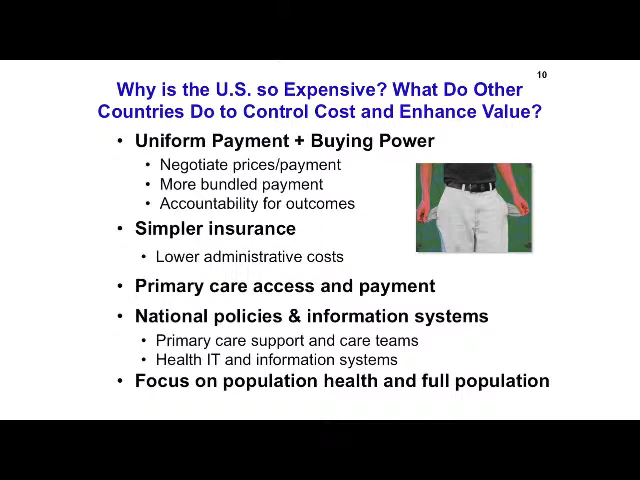 10
Why is the U.S. so Expensive? What Do Other
Countries Do to Control Cost and Enhance Value?
• Uniform Payment + Buying Power
• Negotiate prices/payment
• More bundled payment
• Accountability for outcomes
• Simpler insurance
• Lower administrative costs
• Primary care access and payment
• National policies & information systems
• Primary care support and care teams
• Health IT and information systems
• Focus on population health and full population